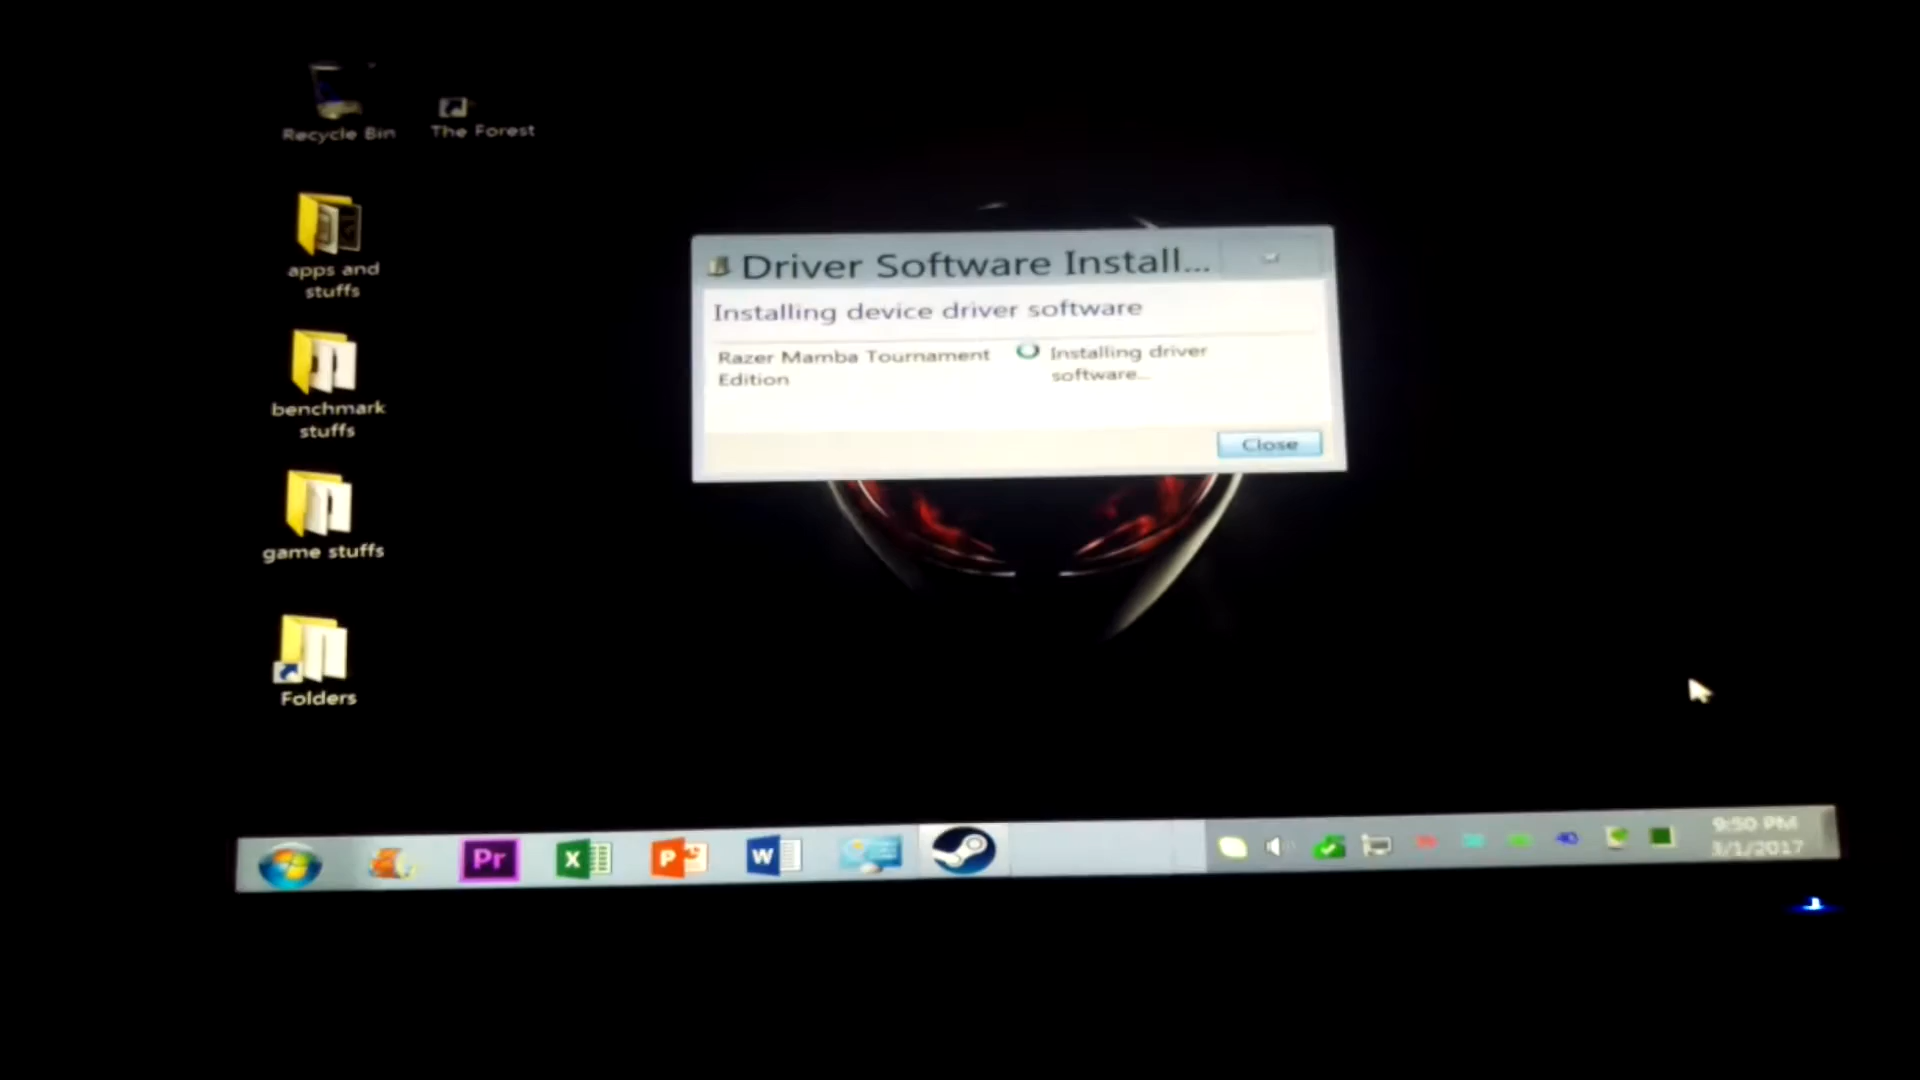 Recycle Bin
The Forest
apps and
stuffs
benchmark
stuffs
game stuffs
Folders
Driver Software Install...
Installing device driver software
Razer Mamba Tournament
Edition
Installing driver
software...
Close
Pr
X
P
W
9:50 PM
3/1/2017